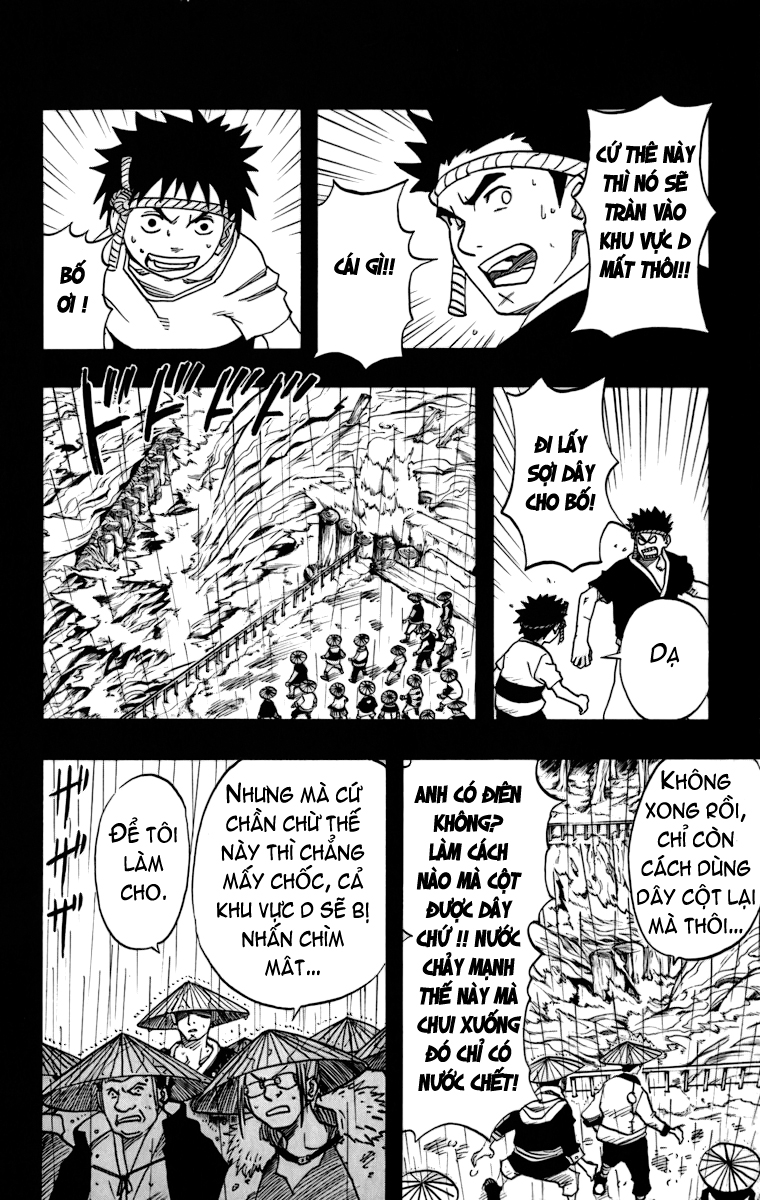 CỨ THÊ NÀY
THÌ NÓ SẼ
TRÀN VÀO
KHU VỰC D
MẤT THÔI!!
CÁI GÌ!!
BỐ
ƠI !
ĐI LẤY
SỢI DÂY
CHO BỐ!
DẠ
ドドドド
KHÔNG
XONG RỒI,
CHỈ CÒN
CÁCH DÙNG
DÂY CỘT LẠI
MÀ THÔI...
ANH CÓ ĐIÊN
KHÔNG?
LÀM CÁCH
NÀO MÀ CỘT
ĐƯỢC DÂY
CHỨ !! NƯỚC
CHẢY MẠNH
THẾ NÀY MÀ
CHUI XUỐNG
ĐÓ CHỈ CÓ
NƯỚC CHẾT!
NHƯNG MÀ CỨ
CHẦN CHỪ THẾ
NÀY THÌ CHẲNG
MẤY CHỐC, CẢ
KHU VỰC D SẼ BỊ
NHẤN CHÌM
MÂT...
ĐỂ TÔI
LÀM
CHO.
ザザザ